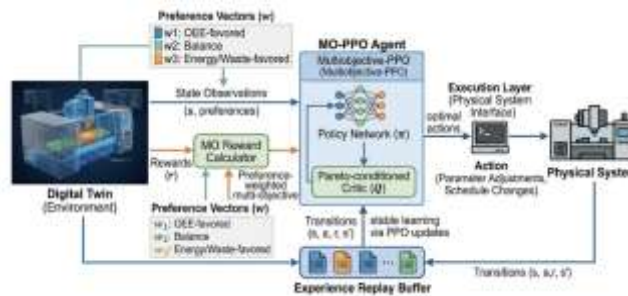 Preference Vectors (w)
w1: OEE-favored
w2: Balance
w3: Energy/Waste-favored
MO-PPO Agent
Multiobjective-PPO
(Multiobjective-PPO)
State Observations
(s, preferences)
Policy Network (π)
Pareto-conditioned
Critic (Q)
Rewards (r)
MO Reward
Calculator
Preference-
weighted
multi-objective
Digital Twin
(Environment)
Preference Vectors (w)
w₁: OEE-favored
w₂: Balance
w₃: Energy/Waste-favored
optimal
actions
Execution Layer
(Physical System
Interface)
Action
(Parameter Adjustments,
Schedule Changes)
Physical System
Transitions
(s, a, r, s')
stable learning
via PPO updates
Experience Replay Buffer
Transitions (s, a,r, s')